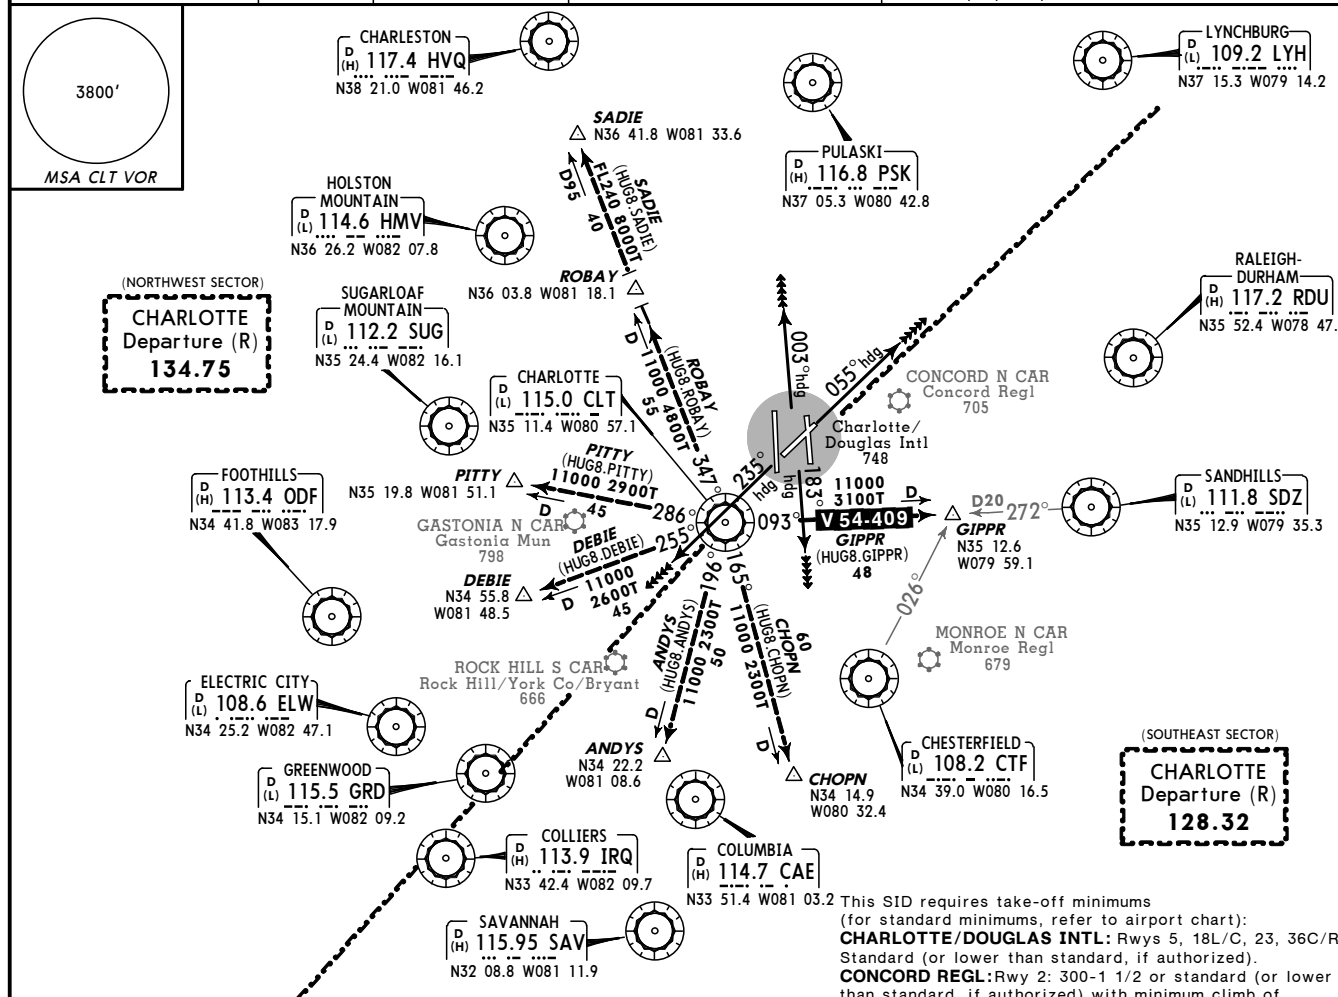 3800'
MSA CLT VOR
CHARLESTON
D
(H) 117.4 HVQ
N38 21.0 W081 46.2
LYNCHBURG
D
(L) 109.2 LYH
N37 15.3 W079 14.2
SADIE
N36 41.8 W081 33.6
PULASKI
D
(H) 116.8 PSK
N37 05.3 W080 42.8
HOLSTON
MOUNTAIN
D
(L) 114.6 HMV
N36 26.2 W082 07.8
D95
40
FL240 8000T
(HUG8.SADIE)
SADIE
ROBAY
N36 03.8 W081 18.1
(NORTHWEST SECTOR)
CHARLOTTE
Departure (R)
134.75
SUGARLOAF
MOUNTAIN
D
(L) 112.2 SUG
N35 24.4 W082 16.1
RALEIGH-
DURHAM
D
(H) 117.2 RDU
N35 52.4 W078 47.
D
55
11000 4800T
(HUG8.ROBAY)
ROBAY
347°
003° hdg
055° hdg
CHARLOTTE
D
(L) 115.0 CLT
N35 11.4 W080 57.1
CONCORD N CAR
Concord Regl
705
Charlotte/
Douglas Intl
748
235°
hdg
183°
hdg
PITTY
(HUG8.PITTY)
11000 2900T
D
45
286°
PITTY
N35 19.8 W081 51.1
FOOTHILLS
D
(H) 113.4 ODF
N34 41.8 W083 17.9
GASTONIA N CAR
Gastonia Mun
798
DEBIE
(HUG8.DEBIE)
255°
11000
2600T
D
45
DEBIE
N34 55.8
W081 48.5
093°
11000
3100T
D
V 54-409
GIPPR
(HUG8.GIPPR)
48
D20
272°
GIPPR
N35 12.6
W079 59.1
SANDHILLS
D
(L) 111.8 SDZ
N35 12.9 W079 35.3
026°
196°
ANDYS
(HUG8.ANDYS)
11000 2300T
50
D
165°
60
CHOPN
(HUG8.CHOPN)
11000 2300T
D
ROCK HILL S CAR
Rock Hill/York Co/Bryant
666
MONROE N CAR
Monroe Regl
679
ELECTRIC CITY
D
(L) 108.6 ELW
N34 25.2 W082 47.1
ANDYS
N34 22.2
W081 08.6
CHOPN
N34 14.9
W080 32.4
CHESTERFIELD
D
(L) 108.2 CTF
N34 39.0 W080 16.5
(SOUTHEAST SECTOR)
CHARLOTTE
Departure (R)
128.32
GREENWOOD
D
(L) 115.5 GRD
N34 15.1 W082 09.2
COLLIERS
D
(H) 113.9 IRQ
N33 42.4 W082 09.7
COLUMBIA
D
(H) 114.7 CAE
N33 51.4 W081 03.2
SAVANNAH
D
(H) 115.95 SAV
N32 08.8 W081 11.9
This SID requires take-off minimums
(for standard minimums, refer to airport chart):
CHARLOTTE/DOUGLAS INTL: Rwys 5, 18L/C, 23, 36C/R
Standard (or lower than standard, if authorized).
CONCORD REGL:Rwy 2: 300-1 1/2 or standard (or lower
than standard, if authorized) with minimum climb of